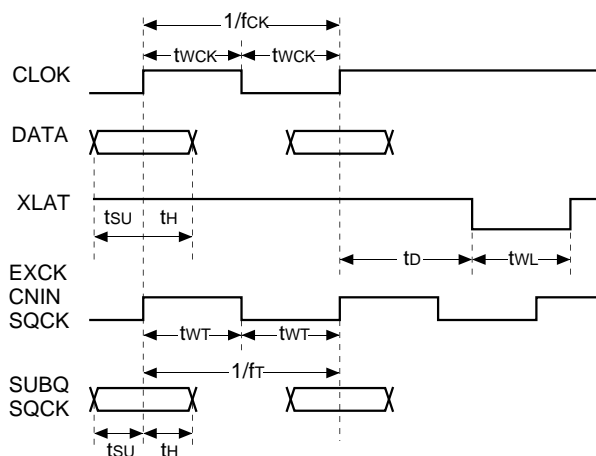 1/fCK
tWCK tWCK
CLOK
DATA
XLAT
tSU tH
tD tWL
EXCK
CNIN
SQCK
tWT tWT
1/fT
SUBQ
SQCK
tSU tH